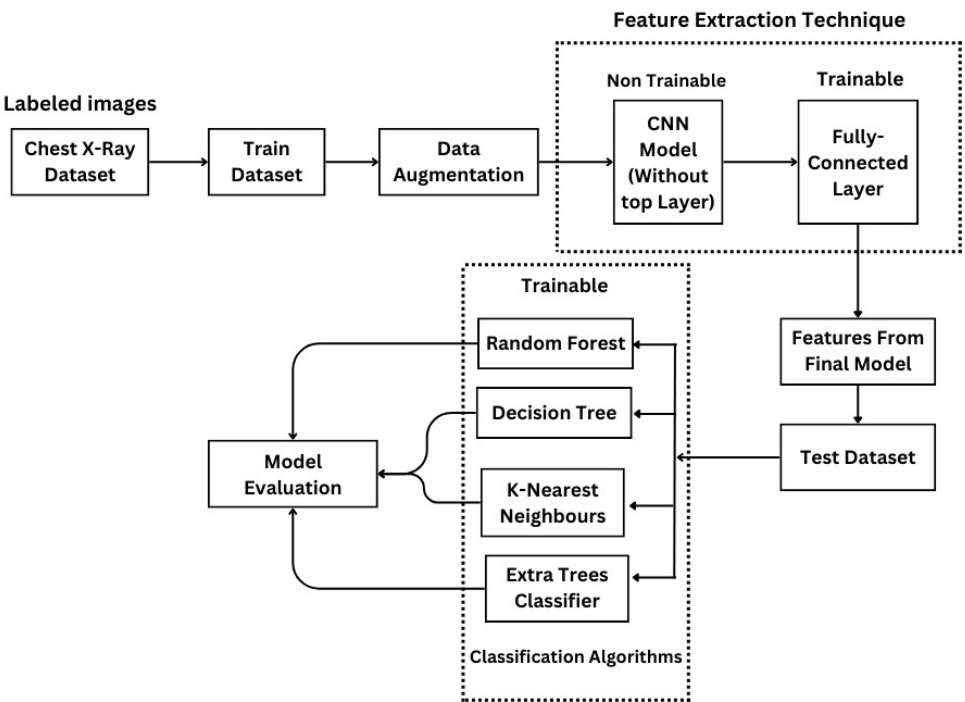 Feature Extraction Technique
Labeled images
Chest X-Ray
Dataset
Train
Dataset
Data
Augmentation
Non Trainable
CNN
Model
(Without
top Layer)
Trainable
Fully-
Connected
Layer
Features From
Final Model
Test Dataset
Trainable
Random Forest
Decision Tree
K-Nearest
Neighbours
Extra Trees
Classifier
Classification Algorithms
Model
Evaluation